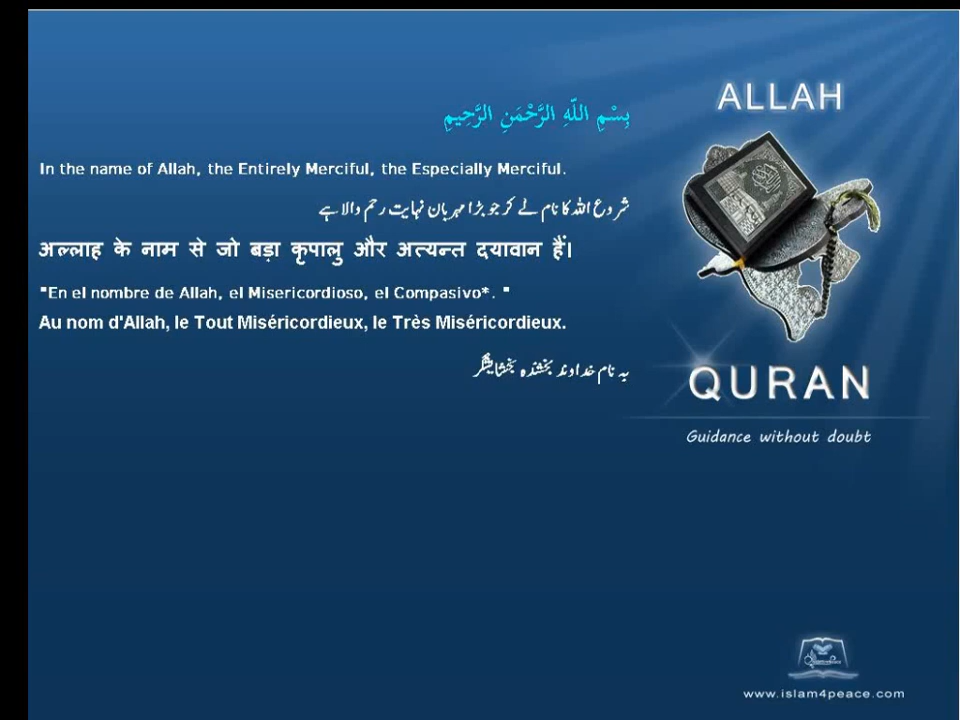 بِسْمِ اللَّهِ الرَّحْمَنِ الرَّحِيمِ
In the name of Allah, the Entirely Merciful, the Especially Merciful.
شروع الله کا نام لے کر جو بڑا مہربان نہایت رحم والا ہے
अल्लाह के नाम से जो बड़ा कृपालु और अत्यन्त दयावान हैं।
"En el nombre de Allah, el Misericordioso, el Compasivo*. "
Au nom d'Allah, le Tout Miséricordieux, le Très Miséricordieux.
به نام خداوند بخشنده بخشایشگر
ALLAH
QURAN
Guidance without doubt
www.islam4peace.com